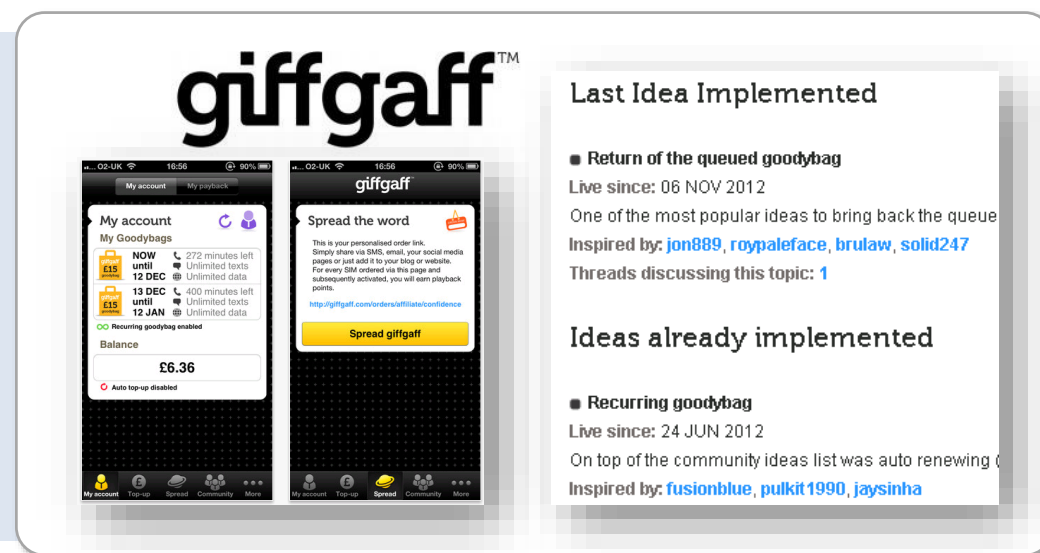 giffgaff™
O2-UK 16:56 90%
My account My payback
My account
My Goodybags
giffgaff £15 goodybag
NOW until 12 DEC
272 minutes left
Unlimited texts
Unlimited data
giffgaff £15 goodybag
13 DEC until 12 JAN
400 minutes left
Unlimited texts
Unlimited data
Recurring goodybag enabled
Balance
£6.36
Auto top-up disabled
My account Top-up Spread Community More
O2-UK 16:56 90%
giffgaff
Spread the word
This is your personalised order link.
Simply share via SMS, email, your social media
pages or just add it to your blog or website.
For every SIM ordered via this page and
subsequently activated, you will earn playback
points.
http://giffgaff.com/orders/affiliate/confidence
Spread giffgaff
My account Top-up Spread Community More
Last Idea Implemented
Return of the queued goodybag
Live since: 06 NOV 2012
One of the most popular ideas to bring back the queue
Inspired by: jon889, roypaleface, brulaw, solid247
Threads discussing this topic: 1
Ideas already implemented
Recurring goodybag
Live since: 24 JUN 2012
On top of the community ideas list was auto renewing (
Inspired by: fusionblue, pulkit1990, jaysinha